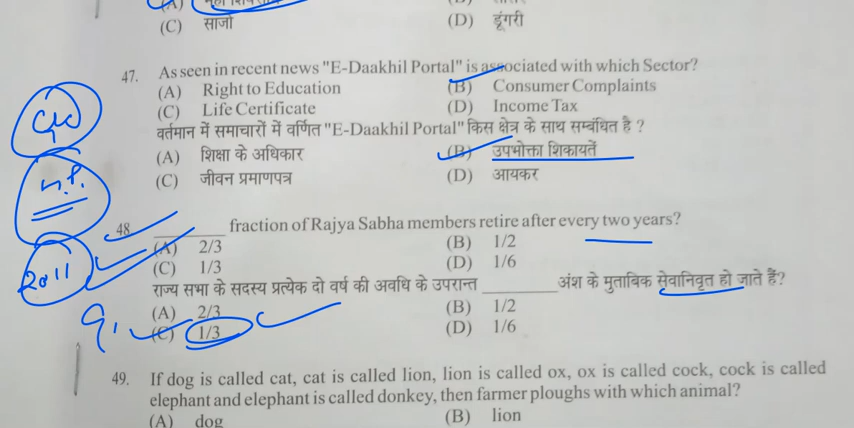 (A) महा शिवरात्रि
(C) साजो (D) डूंगरी
47. As seen in recent news "E-Daakhil Portal" is associated with which Sector?
(A) Right to Education (B) Consumer Complaints
(C) Life Certificate (D) Income Tax
वर्तमान में समाचारों में वर्णित "E-Daakhil Portal" किस क्षेत्र के साथ सम्बंधित है ?
(A) शिक्षा के अधिकार (B) उपभोक्ता शिकायतें
(C) जीवन प्रमाणपत्र (D) आयकर
48. ________ fraction of Rajya Sabha members retire after every two years?
(A) 2/3 (B) 1/2
(C) 1/3 (D) 1/6
राज्य सभा के सदस्य प्रत्येक दो वर्ष की अवधि के उपरान्त ________ अंश के मुताबिक सेवानिवृत हो जाते हैं?
(A) 2/3 (B) 1/2
(C) 1/3 (D) 1/6
2011
49. If dog is called cat, cat is called lion, lion is called ox, ox is called cock, cock is called
elephant and elephant is called donkey, then farmer ploughs with which animal?
(A) dog (B) lion